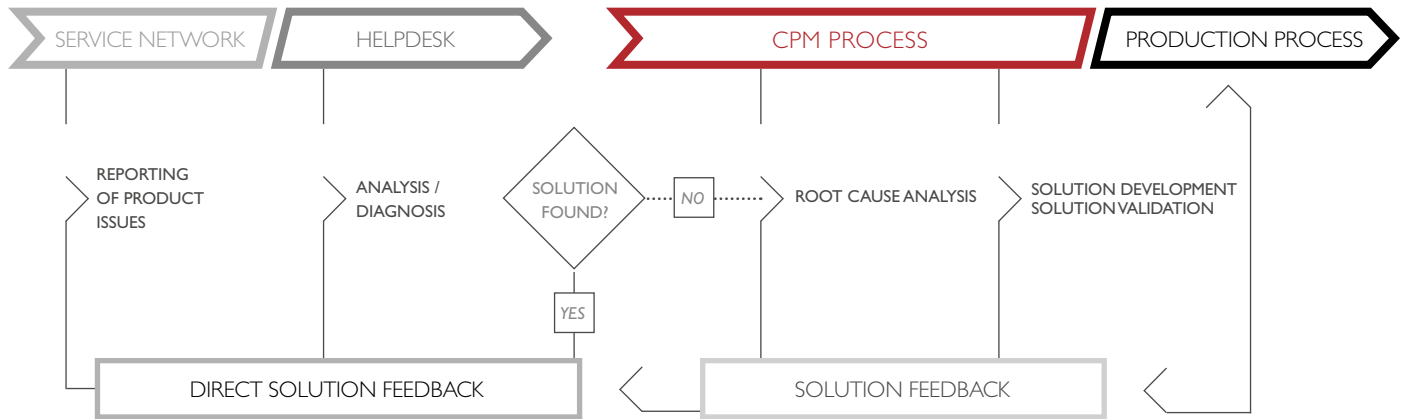 SERVICE NETWORK
HELPDESK
CPM PROCESS
PRODUCTION PROCESS
REPORTING
OF PRODUCT
ISSUES
ANALYSIS /
DIAGNOSIS
SOLUTION
FOUND?
NO
ROOT CAUSE ANALYSIS
SOLUTION DEVELOPMENT
SOLUTION VALIDATION
YES
DIRECT SOLUTION FEEDBACK
SOLUTION FEEDBACK